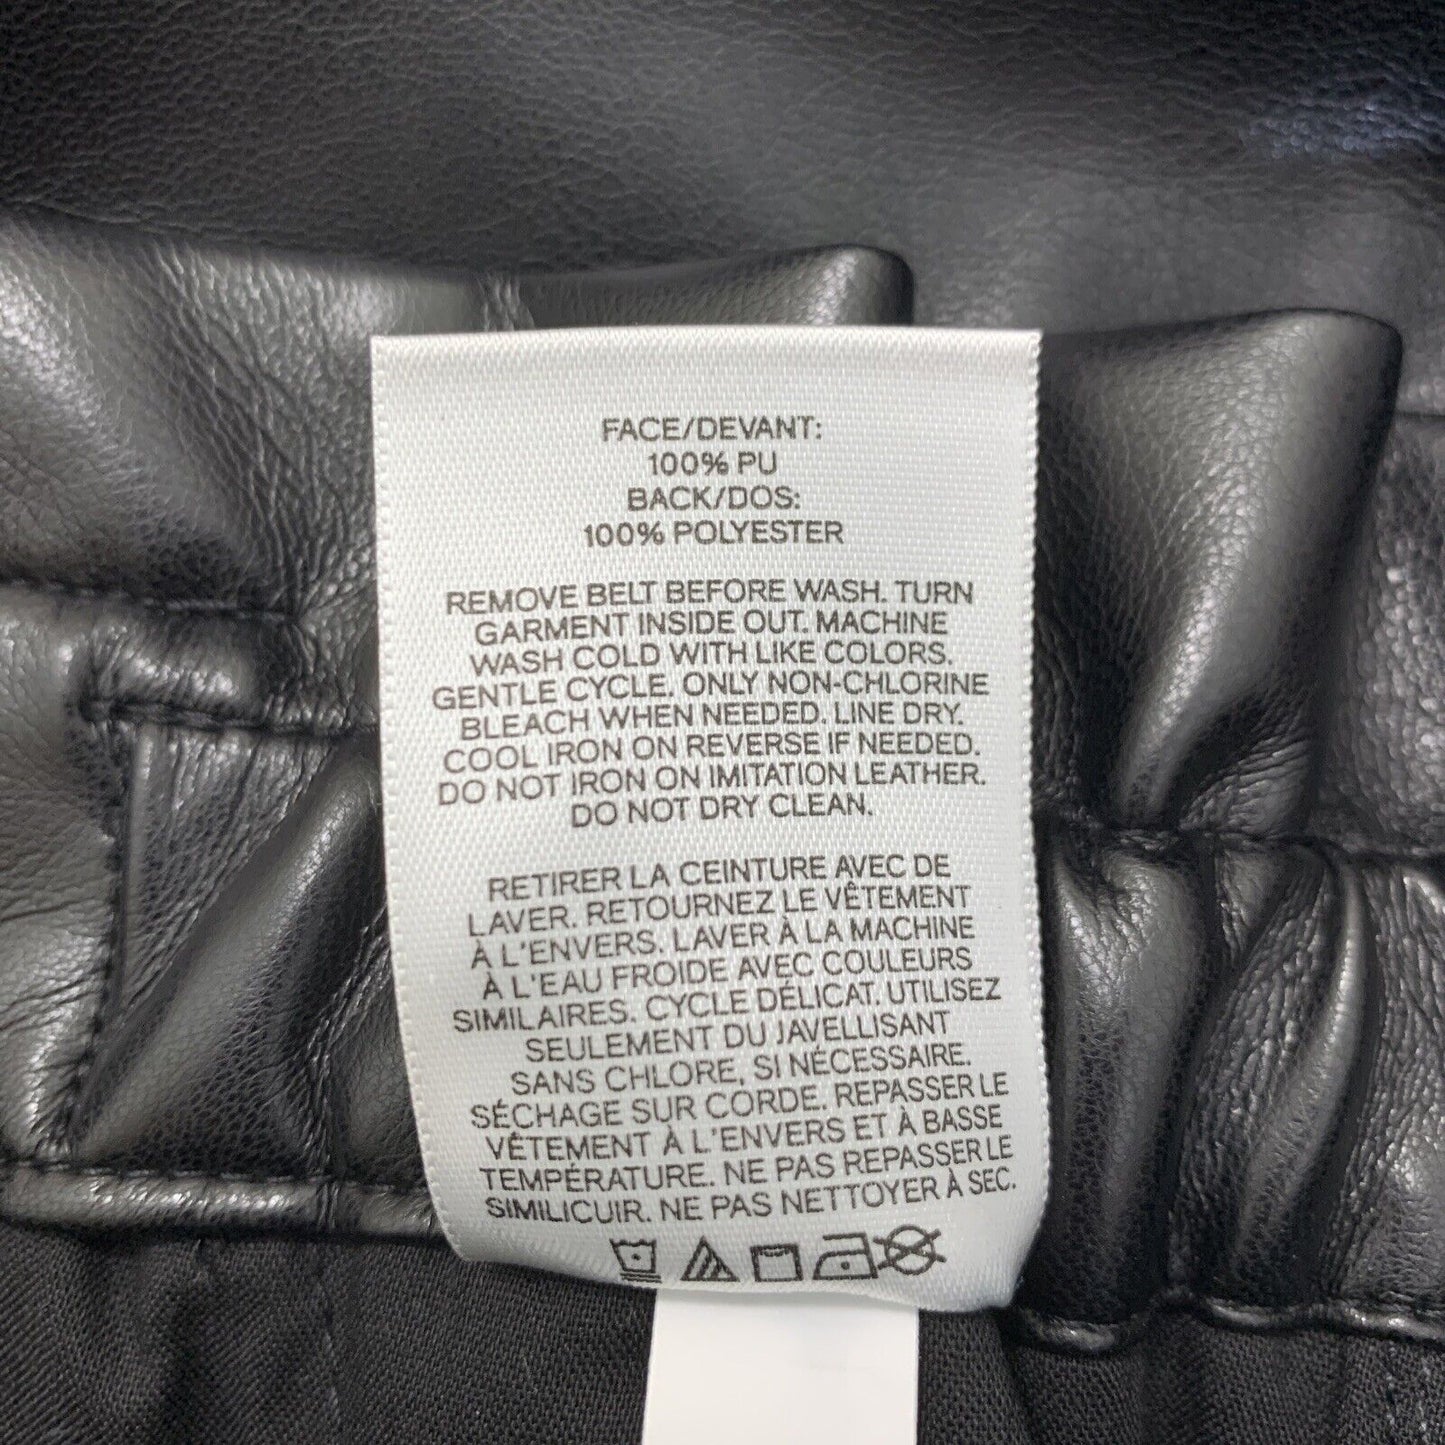 FACE/DEVANT:
100% PU
BACK/DOS:
100% POLYESTER
REMOVE BELT BEFORE WASH. TURN
GARMENT INSIDE OUT. MACHINE
WASH COLD WITH LIKE COLORS.
GENTLE CYCLE. ONLY NON-CHLORINE
BLEACH WHEN NEEDED. LINE DRY.
COOL IRON ON REVERSE IF NEEDED.
DO NOT IRON ON IMITATION LEATHER.
DO NOT DRY CLEAN.
RETIRER LA CEINTURE AVEC DE
LAVER. RETOURNEZ LE VÊTEMENT
À L'ENVERS. LAVER À LA MACHINE
À L'EAU FROIDE AVEC COULEURS
SIMILAIRES. CYCLE DÉLICAT. UTILISEZ
SEULEMENT DU JAVELLISANT
SANS CHLORE, SI NÉCESSAIRE.
SÉCHAGE SUR CORDE. REPASSER LE
VÊTEMENT À L'ENVERS ET À BASSE
TEMPÉRATURE. NE PAS REPASSER LE
SIMILICUIR. NE PAS NETTOYER À SEC.